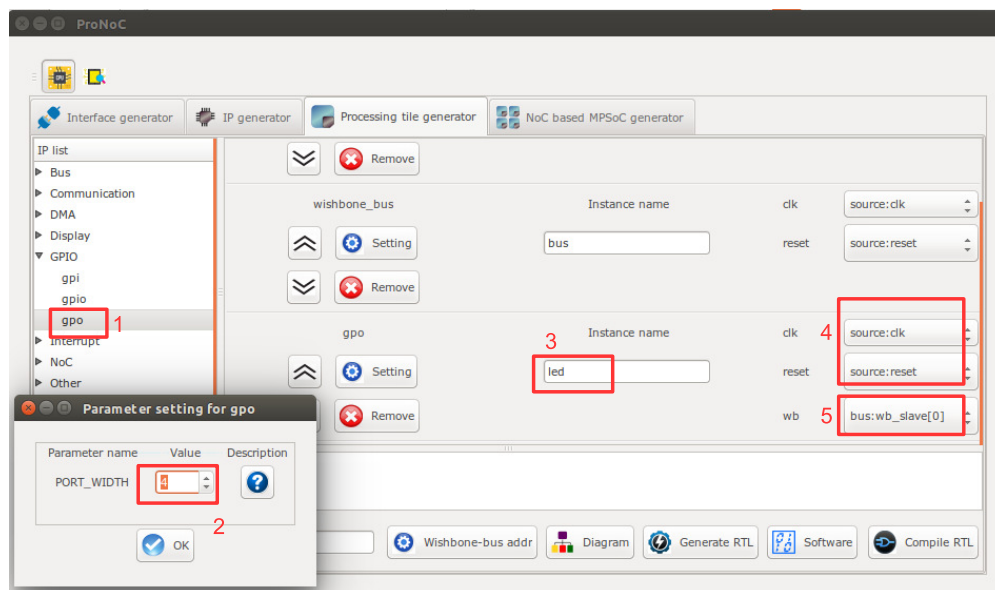 ProNoC
Interface generator
IP generator
Processing tile generator
NoC based MPSoC generator
IP list
Bus
Communication
DMA
Display
GPIO
gpi
gpio
gpo
1
Interrupt
NoC
Other
Remove
wishbone_bus
Instance name
clk
source:clk
Setting
bus
reset
source:reset
Remove
gpo
3
Instance name
clk
4
source:clk
Setting
led
reset
source:reset
Remove
wb
5
bus:wb_slave[0]
Parameter setting for gpo
Parameter name Value Description
PORT_WIDTH 4
2
OK
Wishbone-bus addr
Diagram
Generate RTL
Software
Compile RTL